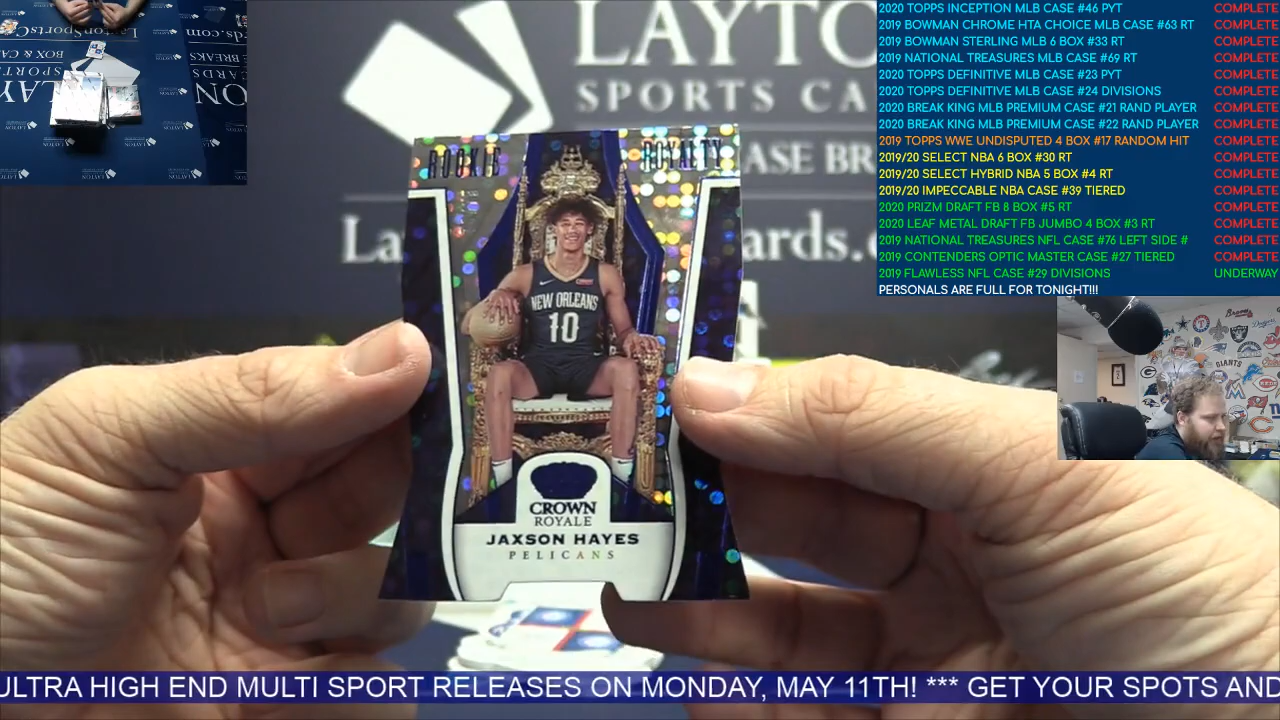 LAYTON
SPORTS CA
ASE BR
La
ards.com
ROOKIE ROYALTY
NEW ORLEANS
10
CROWN
ROYALE
JAXSON HAYES
PELICANS
2020 TOPPS INCEPTION MLB CASE #46 PYT COMPLETE
2019 BOWMAN CHROME HTA CHOICE MLB CASE #63 RT COMPLETE
2019 BOWMAN STERLING MLB 6 BOX #33 RT COMPLETE
2019 NATIONAL TREASURES MLB CASE #69 RT COMPLETE
2020 TOPPS DEFINITIVE MLB CASE #23 PYT COMPLETE
2020 TOPPS DEFINITIVE MLB CASE #24 DIVISIONS COMPLETE
2020 BREAK KING MLB PREMIUM CASE #21 RAND PLAYER COMPLETE
2020 BREAK KING MLB PREMIUM CASE #22 RAND PLAYER COMPLETE
2019 TOPPS WWE UNDISPUTED 4 BOX #17 RANDOM HIT COMPLETE
2019/20 SELECT NBA 6 BOX #30 RT COMPLETE
2019/20 SELECT HYBRID NBA 5 BOX #4 RT COMPLETE
2019/20 IMPECCABLE NBA CASE #39 TIERED COMPLETE
2020 PRIZM DRAFT FB 8 BOX #5 RT COMPLETE
2020 LEAF METAL DRAFT FB JUMBO 4 BOX #3 RT COMPLETE
2019 NATIONAL TREASURES NFL CASE #76 LEFT SIDE # COMPLETE
2019 CONTENDERS OPTIC MASTER CASE #27 TIERED COMPLETE
2019 FLAWLESS NFL CASE #29 DIVISIONS UNDERWAY
PERSONALS ARE FULL FOR TONIGHT!!!
GIANTS
ULTRA HIGH END MULTI SPORT RELEASES ON MONDAY, MAY 11TH! *** GET YOUR SPOTS AND